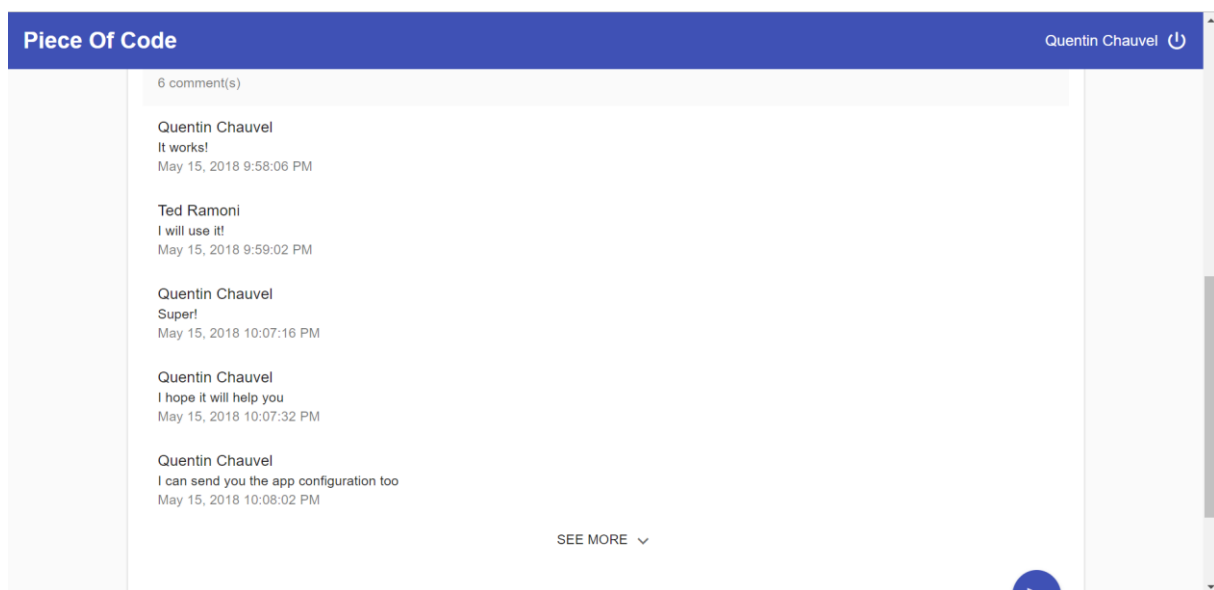 Piece Of Code
Quentin Chauvel
6 comment(s)
Quentin Chauvel
It works!
May 15, 2018 9:58:06 PM
Ted Ramoni
I will use it!
May 15, 2018 9:59:02 PM
Quentin Chauvel
Super!
May 15, 2018 10:07:16 PM
Quentin Chauvel
I hope it will help you
May 15, 2018 10:07:32 PM
Quentin Chauvel
I can send you the app configuration too
May 15, 2018 10:08:02 PM
SEE MORE